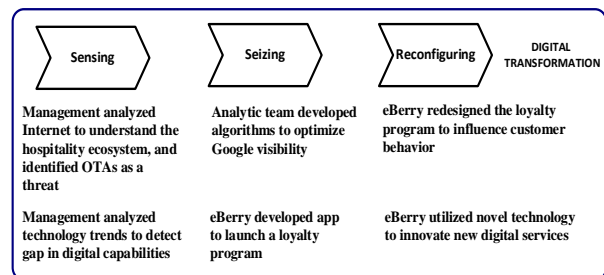 Sensing
Seizing
Reconfiguring
DIGITAL
TRANSFORMATION
Management analyzed
Internet to understand the
hospitality ecosystem, and
identified OTAs as a
threat
Analytic team developed
algorithms to optimize
Google visibility
eBerry redesigned the loyalty
program to influence customer
behavior
Management analyzed
technology trends to detect
gap in digital capabilities
eBerry developed app
to launch a loyalty
program
eBerry utilized novel technology
to innovate new digital services